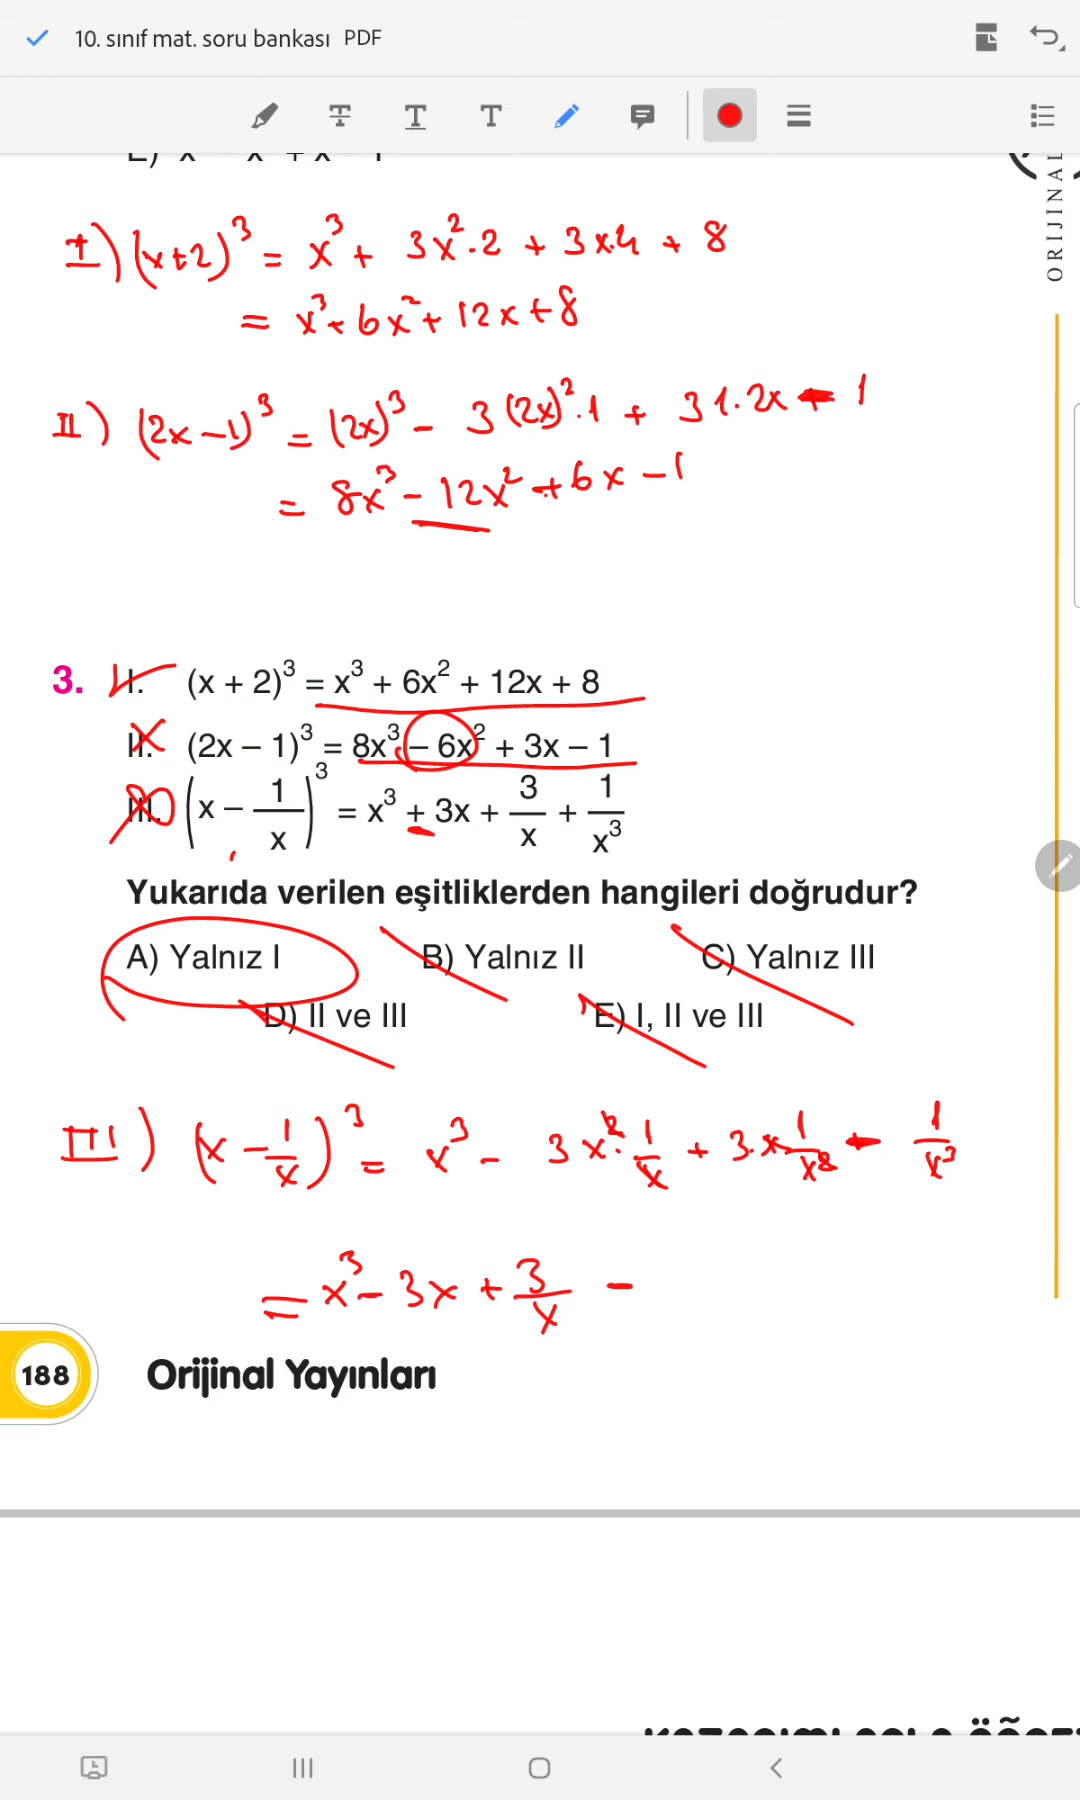 10. sınıf mat. soru bankası PDF
ORIJINAL
I) (x+2)³ = x³ + 3x².2 + 3x.4 + 8
= x³+6x²+12x+8
II) (2x-1)³ = (2x)³ - 3(2x)².1 + 31.2x - 1
= 8x³ - 12x² + 6x - 1
3. I. (x + 2)³ = x³ + 6x² + 12x + 8
II. (2x – 1)³ = 8x³ – 6x² + 3x – 1
III. (x – 1/x)³ = x³ + 3x + 3/x + 1/x³
Yukarıda verilen eşitliklerden hangileri doğrudur?
A) Yalnız I B) Yalnız II C) Yalnız III
D) II ve III E) I, II ve III
III) (x - 1/x)³ = x³ - 3x².1/x + 3.x 1/x² - 1/x³
= x³ - 3x + 3/x -
188 Orijinal Yayınları